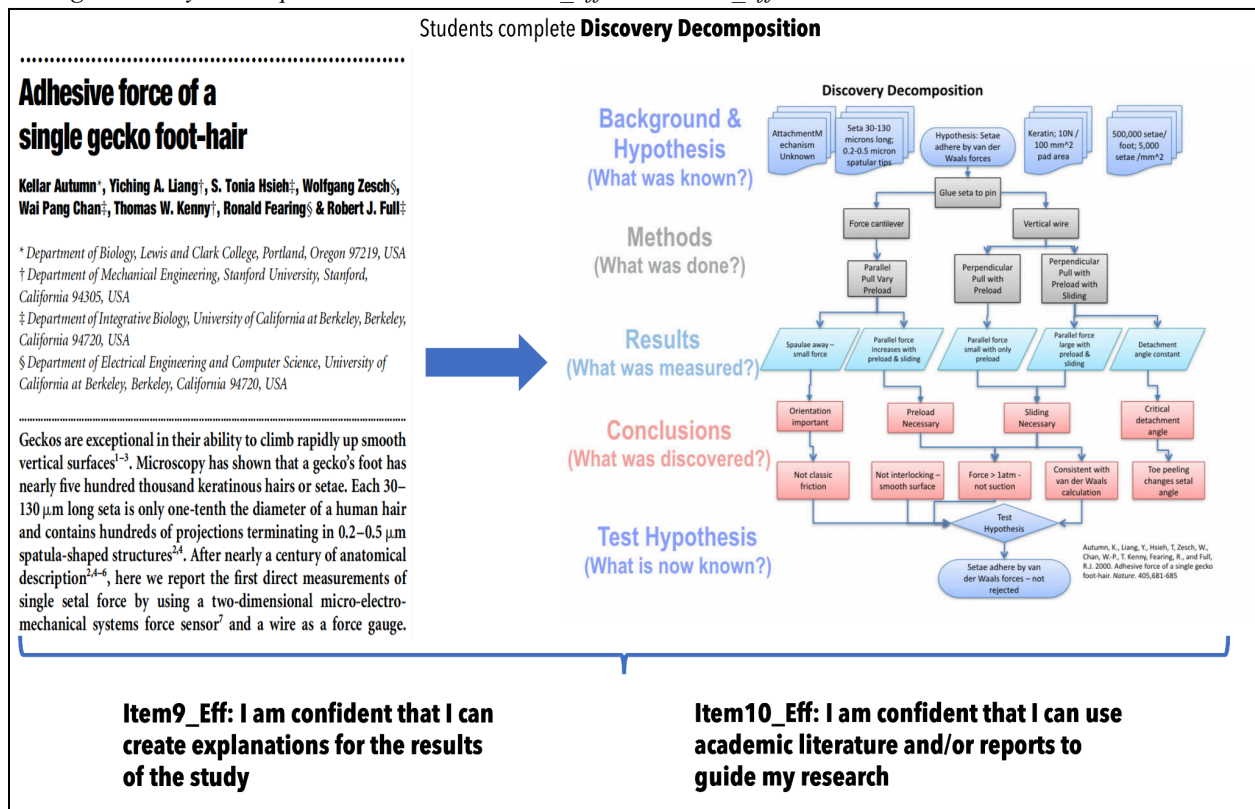 Students complete Discovery Decomposition
Adhesive force of a
single gecko foot-hair
Kellar Autumn*, Yiching A. Liang†, S. Tonia Hsieh‡, Wolfgang Zesch§,
Wai Pang Chan‡, Thomas W. Kenny†, Ronald Fearing§ & Robert J. Full‡
* Department of Biology, Lewis and Clark College, Portland, Oregon 97219, USA
† Department of Mechanical Engineering, Stanford University, Stanford,
California 94305, USA
‡ Department of Integrative Biology, University of California at Berkeley, Berkeley,
California 94720, USA
§ Department of Electrical Engineering and Computer Science, University of
California at Berkeley, Berkeley, California 94720, USA
Geckos are exceptional in their ability to climb rapidly up smooth
vertical surfaces1–3. Microscopy has shown that a gecko's foot has
nearly five hundred thousand keratinous hairs or setae. Each 30–
130 μm long seta is only one-tenth the diameter of a human hair
and contains hundreds of projections terminating in 0.2–0.5 μm
spatula-shaped structures2,4. After nearly a century of anatomical
description2,4–6, here we report the first direct measurements of
single setal force by using a two-dimensional micro-electro-
mechanical systems force sensor7 and a wire as a force gauge.
Discovery Decomposition
Background &
Hypothesis
(What was known?)
AttachmentM
echanism
Unknown
Seta 30-130
microns long;
0.2-0.5 micron
spatular tips
Hypothesis: Setae
adhere by van der
Waals forces
Keratin; 10N /
100 mm^2
pad area
500,000 setae/
foot; 5,000
setae /mm^2
Glue seta to pin
Methods
(What was done?)
Force cantilever
Vertical wire
Parallel
Pull Vary
Preload
Perpendicular
Pull with
Preload
Perpendicular
Pull with
Preload with
Sliding
Results
(What was measured?)
Spaulae away –
small force
Parallel force
increases with
preload & sliding
Parallel force
small with only
preload
Parallel force
large with
preload &
sliding
Detachment
angle constant
Conclusions
(What was discovered?)
Orientation
important
Preload
Necessary
Sliding
Necessary
Critical
detachment
angle
Not classic
friction
Not interlocking –
smooth surface
Force > 1atm -
not suction
Consistent with
van der Waals
calculation
Toe peeling
changes setal
angle
Test Hypothesis
(What is now known?)
Test
Hypothesis
Setae adhere by van
der Waals forces – not
rejected
Autumn, K., Liang, Y., Hsieh, T, Zesch, W.,
Chan, W.-P., T. Kenny, Fearing, R., and Full,
R.J. 2000. Adhesive force of a single gecko
foot-hair. Nature. 405,681-685
Item9_Eff: I am confident that I can
create explanations for the results
of the study
Item10_Eff: I am confident that I can use
academic literature and/or reports to
guide my research